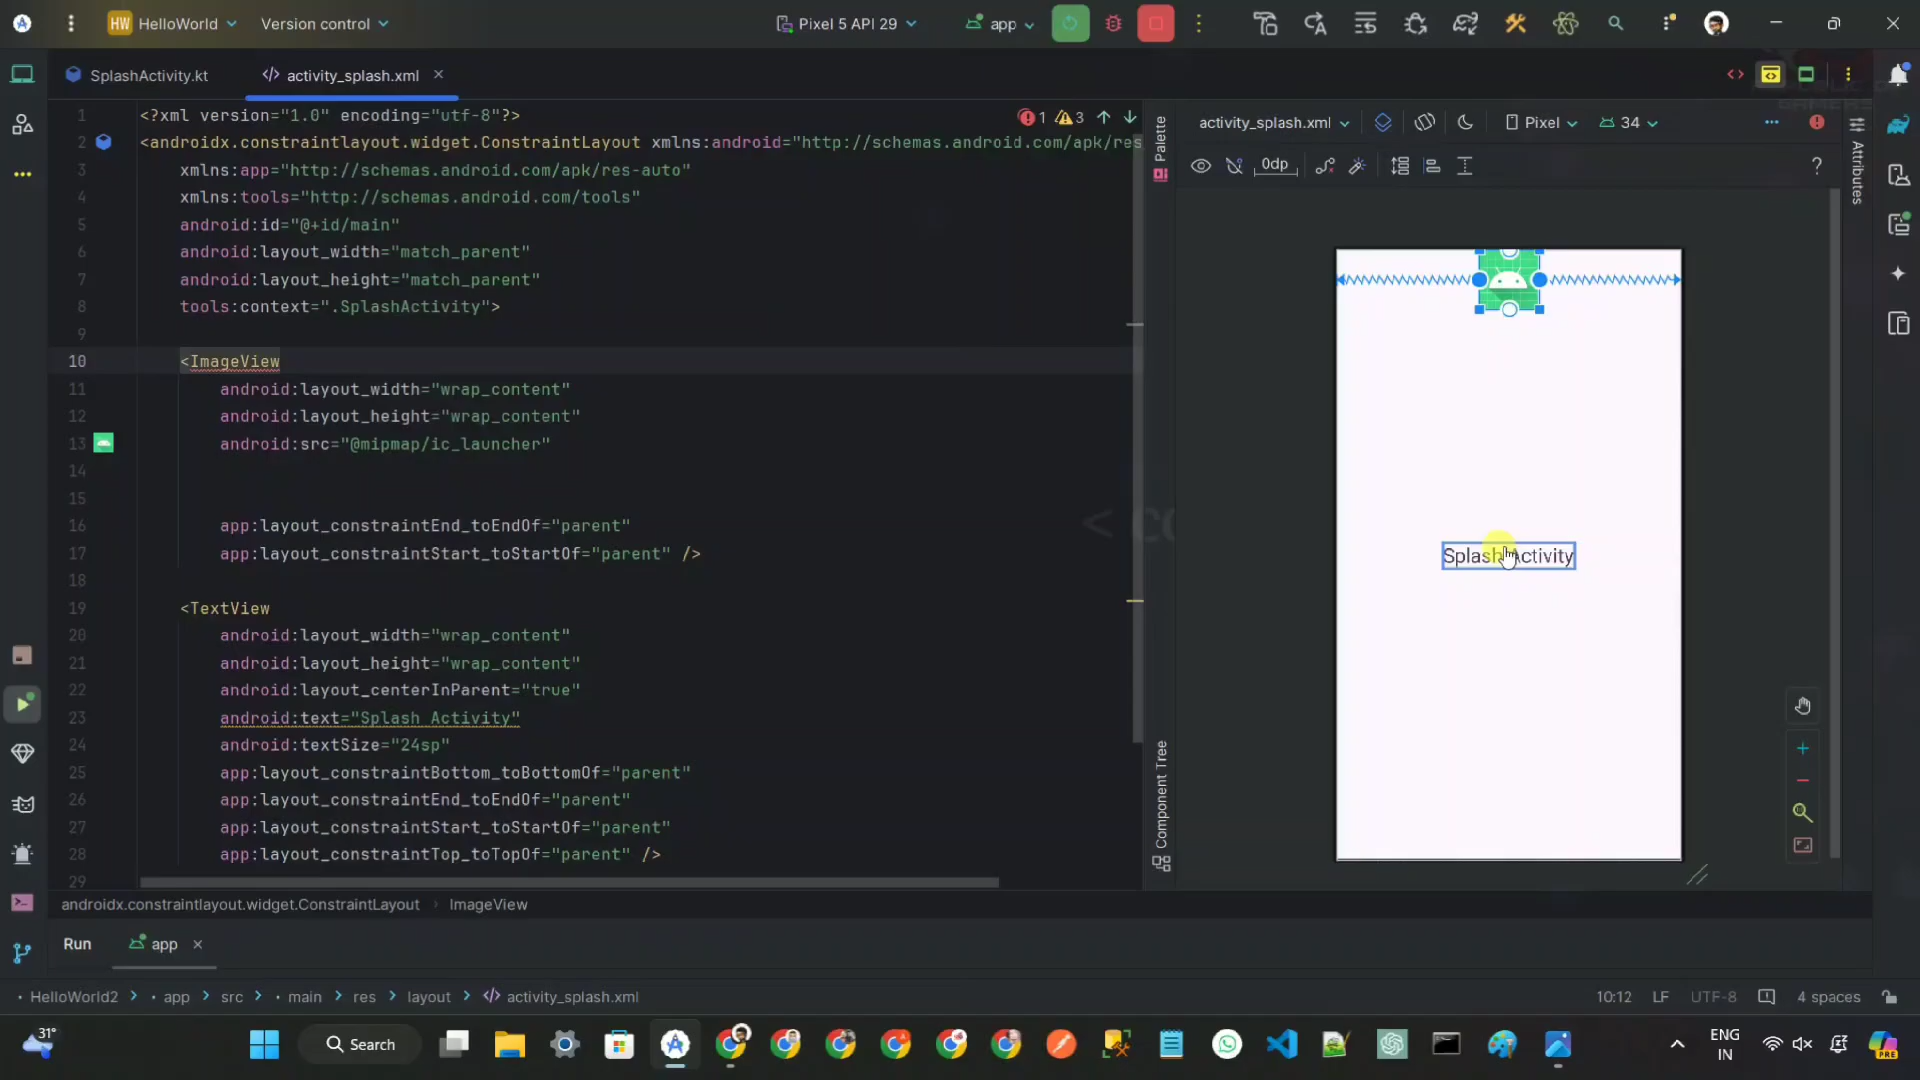 HW HelloWorld Version control Pixel 5 API 29 app
SplashActivity.kt activity_splash.xml
1 <?xml version="1.0" encoding="utf-8"?>
1 3
2 <androidx.constraintlayout.widget.ConstraintLayout xmlns:android="http://schemas.android.com/apk/res
3 xmlns:app="http://schemas.android.com/apk/res-auto"
4 xmlns:tools="http://schemas.android.com/tools"
5 android:id="@+id/main"
6 android:layout_width="match_parent"
7 android:layout_height="match_parent"
8 tools:context=".SplashActivity">
9
10 <ImageView
11 android:layout_width="wrap_content"
12 android:layout_height="wrap_content"
13 android:src="@mipmap/ic_launcher"
14
15
16 app:layout_constraintEnd_toEndOf="parent"
17 app:layout_constraintStart_toStartOf="parent" />
18
19 <TextView
20 android:layout_width="wrap_content"
21 android:layout_height="wrap_content"
22 android:layout_centerInParent="true"
23 android:text="Splash Activity"
24 android:textSize="24sp"
25 app:layout_constraintBottom_toBottomOf="parent"
26 app:layout_constraintEnd_toEndOf="parent"
27 app:layout_constraintStart_toStartOf="parent"
28 app:layout_constraintTop_toTopOf="parent" />
29
Palette
Component Tree
activity_splash.xml Pixel 34
0dp ?
Attributes
Splash Activity
androidx.constraintlayout.widget.ConstraintLayout ImageView
Run app
HelloWorld2 app src main res layout activity_splash.xml
10:12 LF UTF-8 4 spaces
31°
Search
ENG
IN
PRE